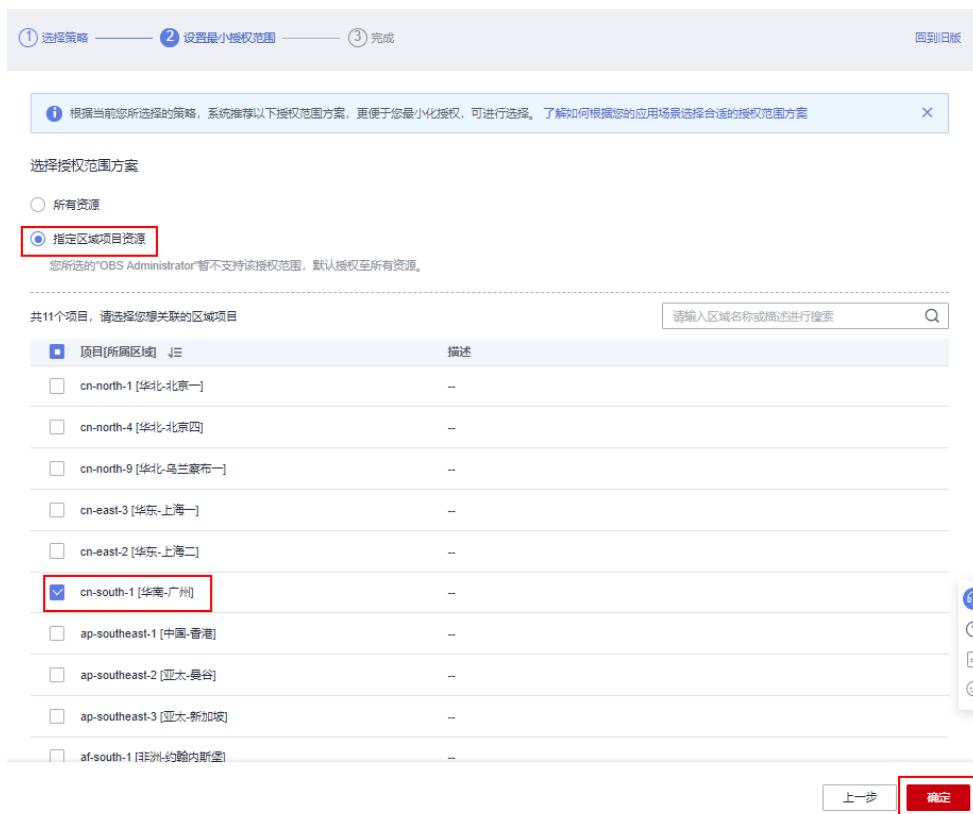 1 选择策略 2 设置最小授权范围 3 完成 回到旧版
根据当前您所选择的策略，系统推荐以下授权范围方案，更便于您最小化授权，可进行选择。 了解如何根据您的应用场景选择合适的授权范围方案
选择授权范围方案
所有资源
指定区域项目资源
您所选的"OBS Administrator"暂不支持该授权范围，默认授权至所有资源。
共11个项目，请选择您想关联的区域项目 请输入区域名称或描述进行搜索
项目[所属区域] 描述
cn-north-1 [华北-北京一] --
cn-north-4 [华北-北京四] --
cn-north-9 [华北-乌兰察布一] --
cn-east-3 [华东-上海一] --
cn-east-2 [华东-上海二] --
cn-south-1 [华南-广州] --
ap-southeast-1 [中国-香港] --
ap-southeast-2 [亚太-曼谷] --
ap-southeast-3 [亚太-新加坡] --
af-south-1 [非洲-约翰内斯堡] --
上一步 确定